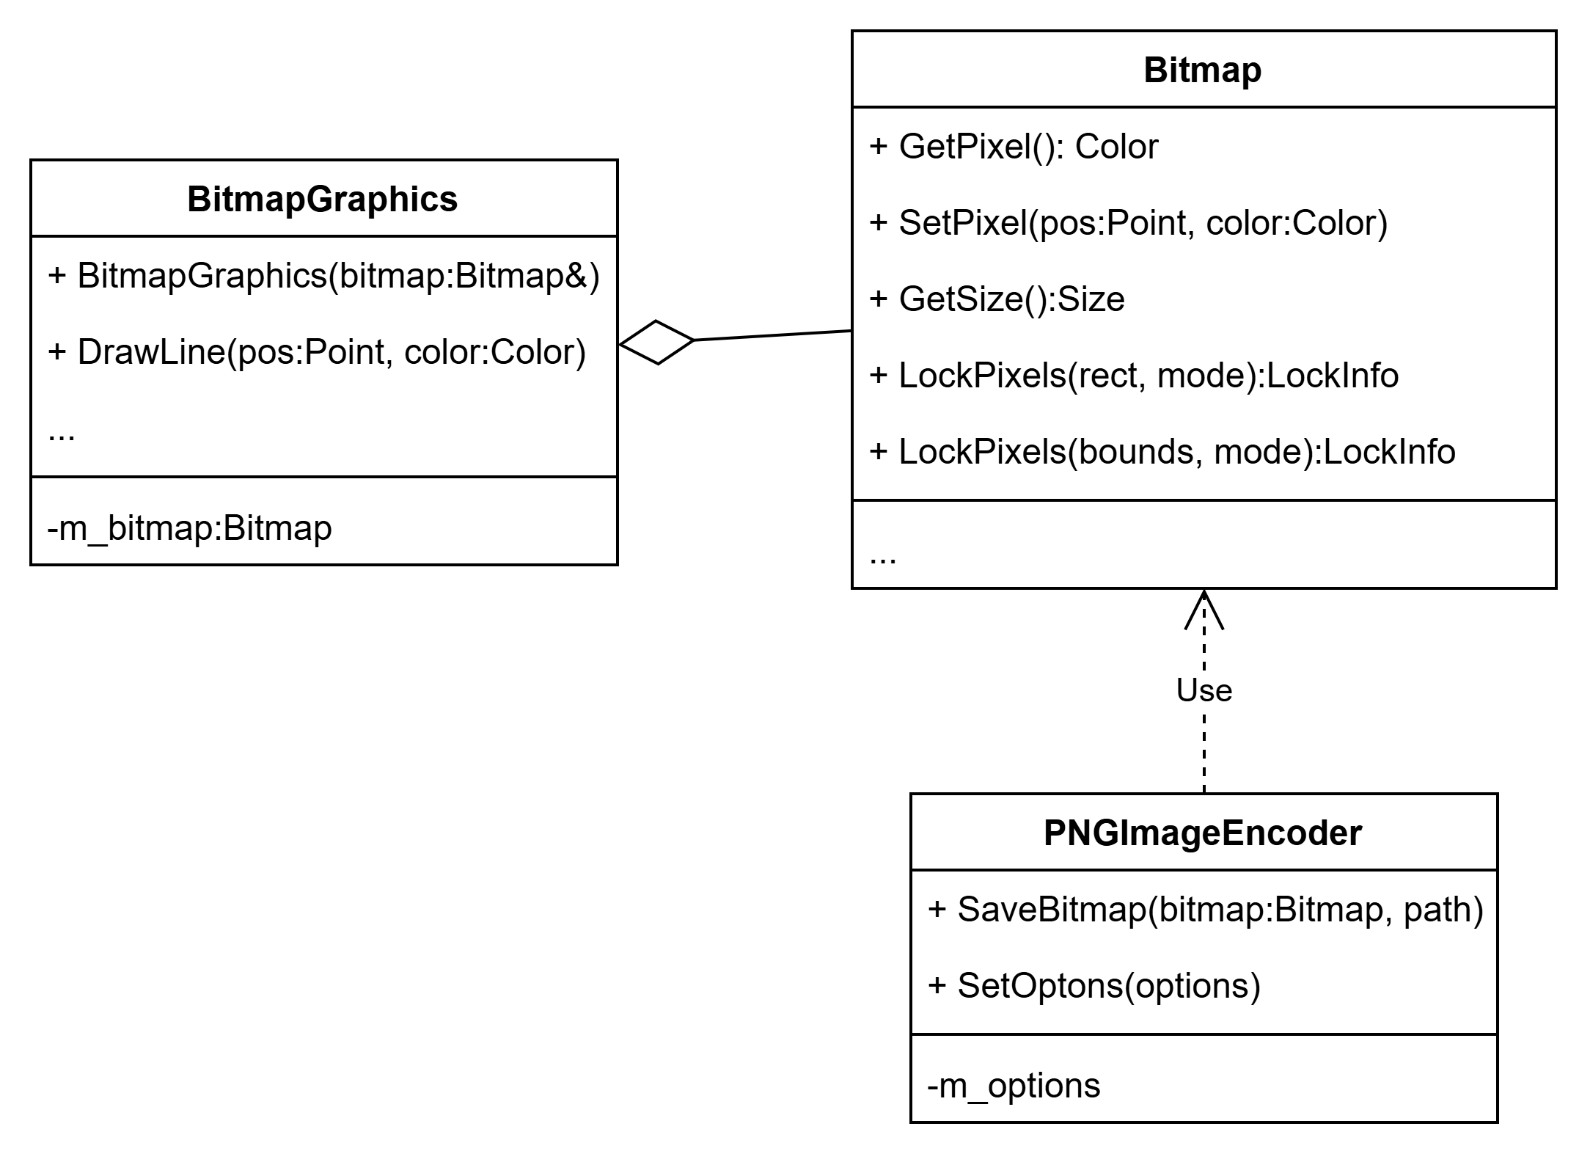 BitmapGraphics
+ BitmapGraphics(bitmap:Bitmap&)
+ DrawLine(pos:Point, color:Color)
...
-m_bitmap:Bitmap
Bitmap
+ GetPixel(): Color
+ SetPixel(pos:Point, color:Color)
+ GetSize():Size
+ LockPixels(rect, mode):LockInfo
+ LockPixels(bounds, mode):LockInfo
...
Use
PNGImageEncoder
+ SaveBitmap(bitmap:Bitmap, path)
+ SetOptons(options)
-m_options